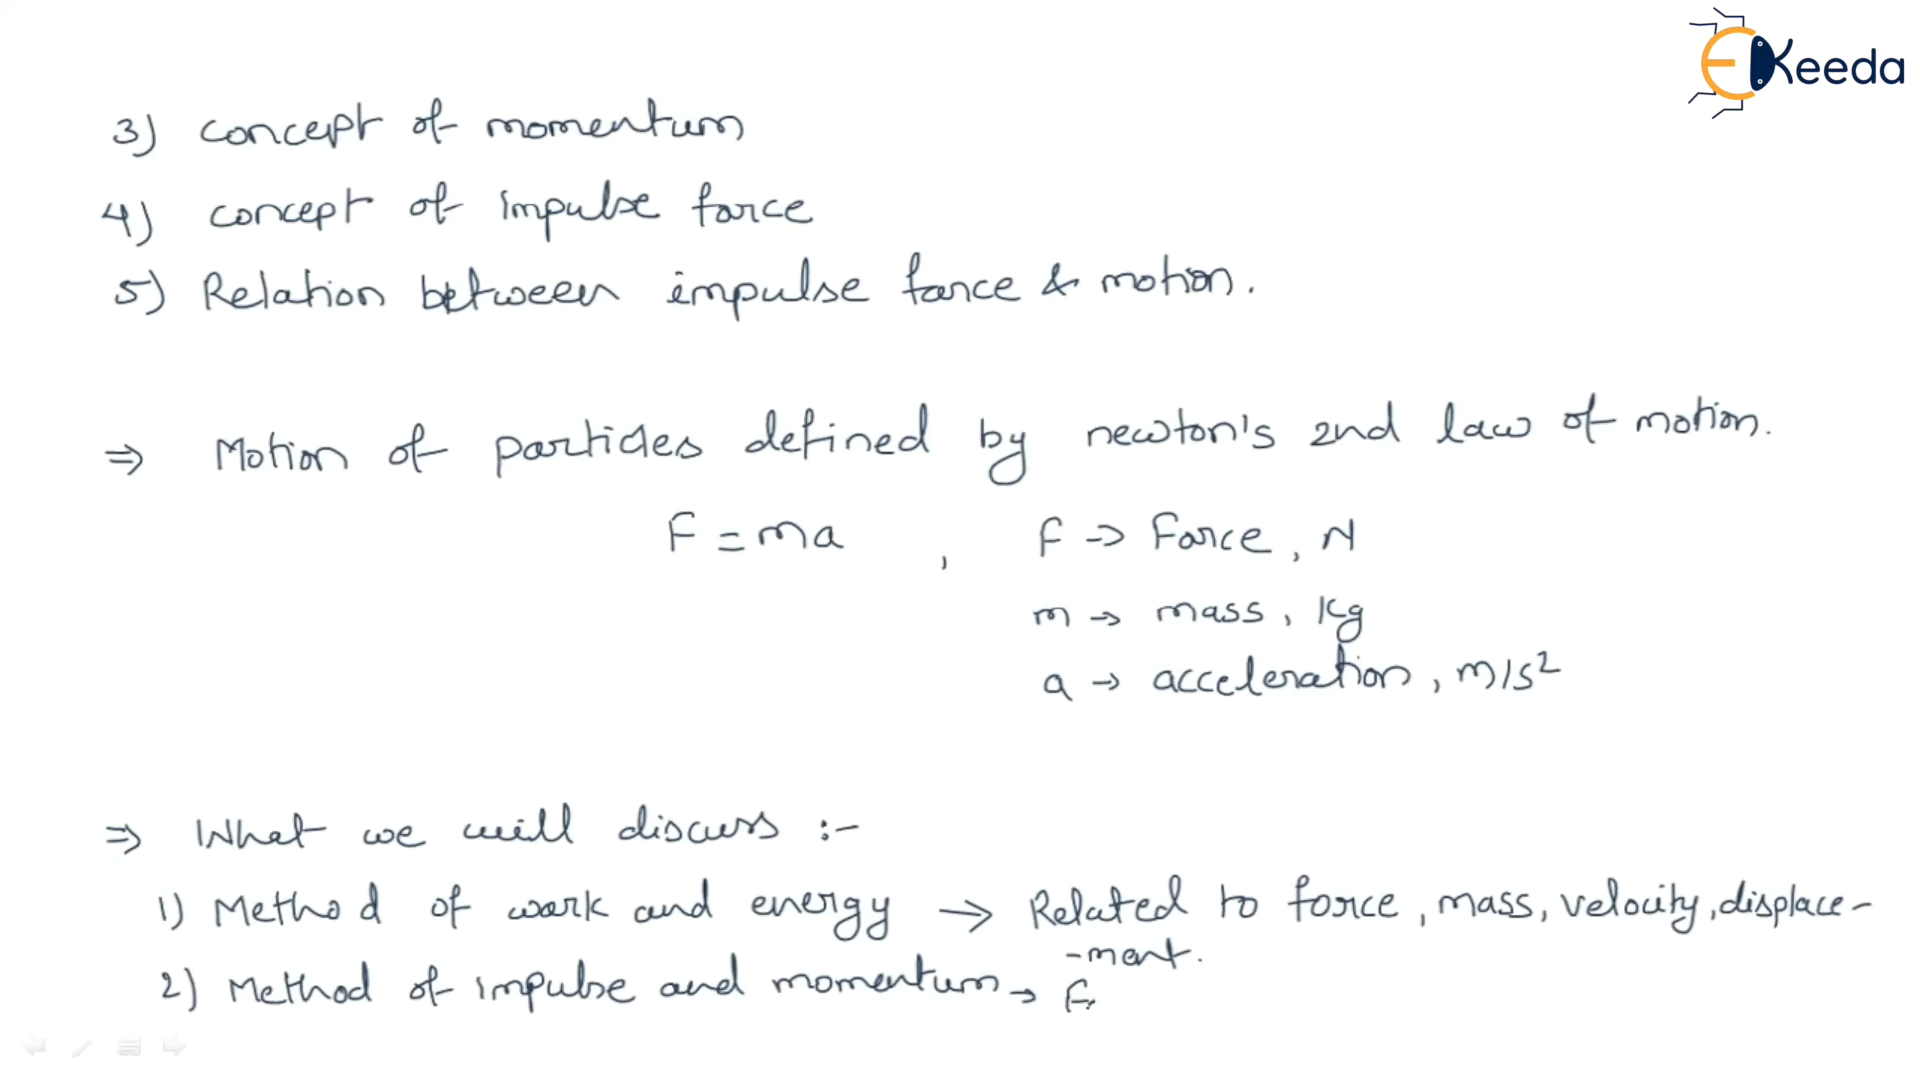 EKeeda
3) concept of momentum
4) concept of impulse force
5) Relation between impulse force & motion.
⇒ Motion of particles defined by newton's 2nd law of motion.
F = ma , F → Force, N
m → mass, kg
a → acceleration, m/s²
⇒ What we will discuss :-
1) Method of work and energy → Related to force, mass, velocity, displace-
-ment.
2) Method of impulse and momentum → F